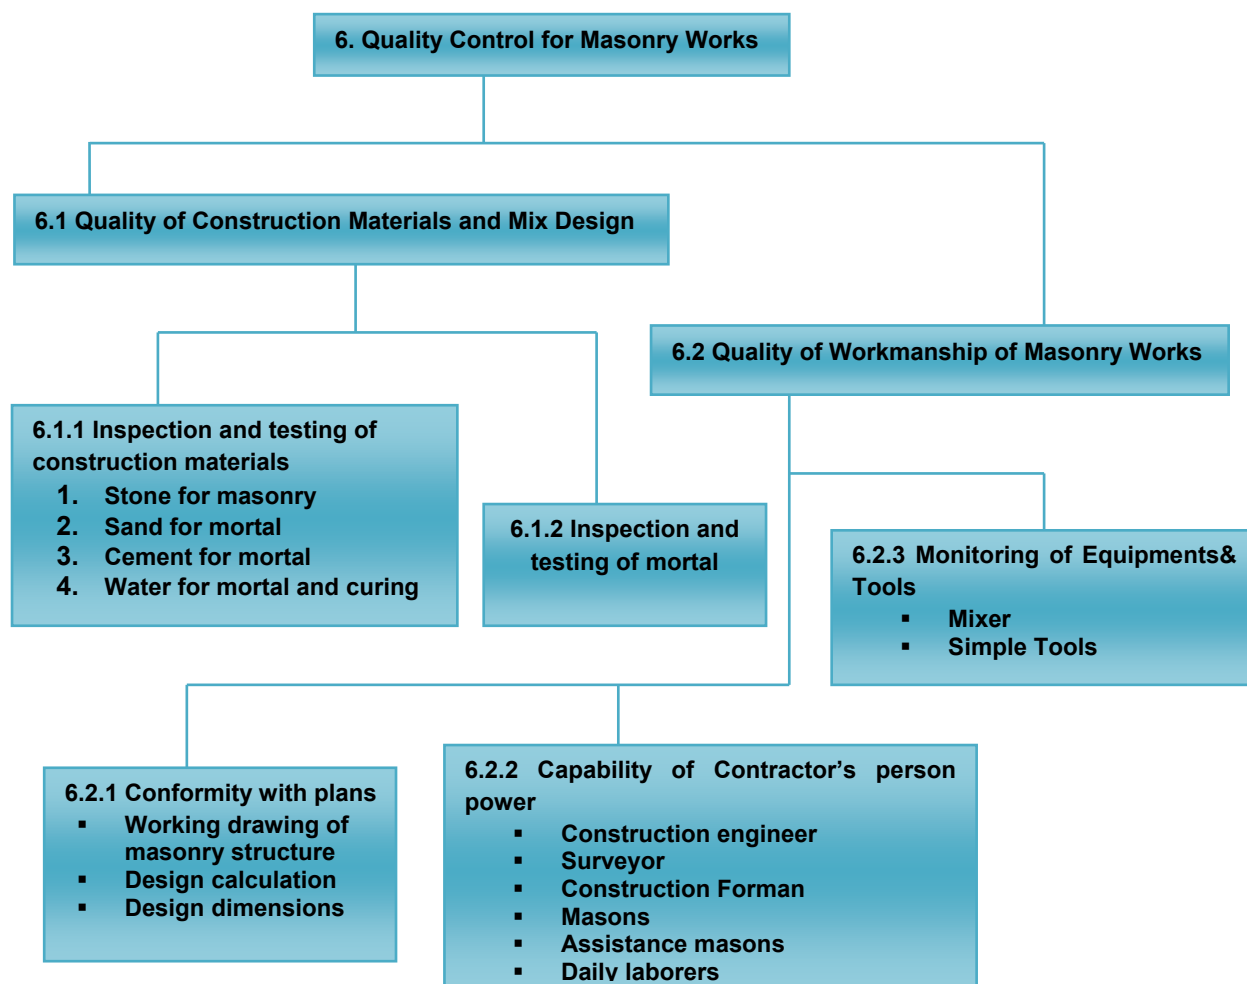 6. Quality Control for Masonry Works
6.1 Quality of Construction Materials and Mix Design
6.2 Quality of Workmanship of Masonry Works
6.1.1 Inspection and testing of
construction materials
1. Stone for masonry
2. Sand for mortal
3. Cement for mortal
4. Water for mortal and curing
6.1.2 Inspection and
testing of mortal
6.2.3 Monitoring of Equipments&
Tools
▪ Mixer
▪ Simple Tools
6.2.1 Conformity with plans
▪ Working drawing of
masonry structure
▪ Design calculation
▪ Design dimensions
6.2.2 Capability of Contractor’s person
power
▪ Construction engineer
▪ Surveyor
▪ Construction Forman
▪ Masons
▪ Assistance masons
▪ Daily laborers